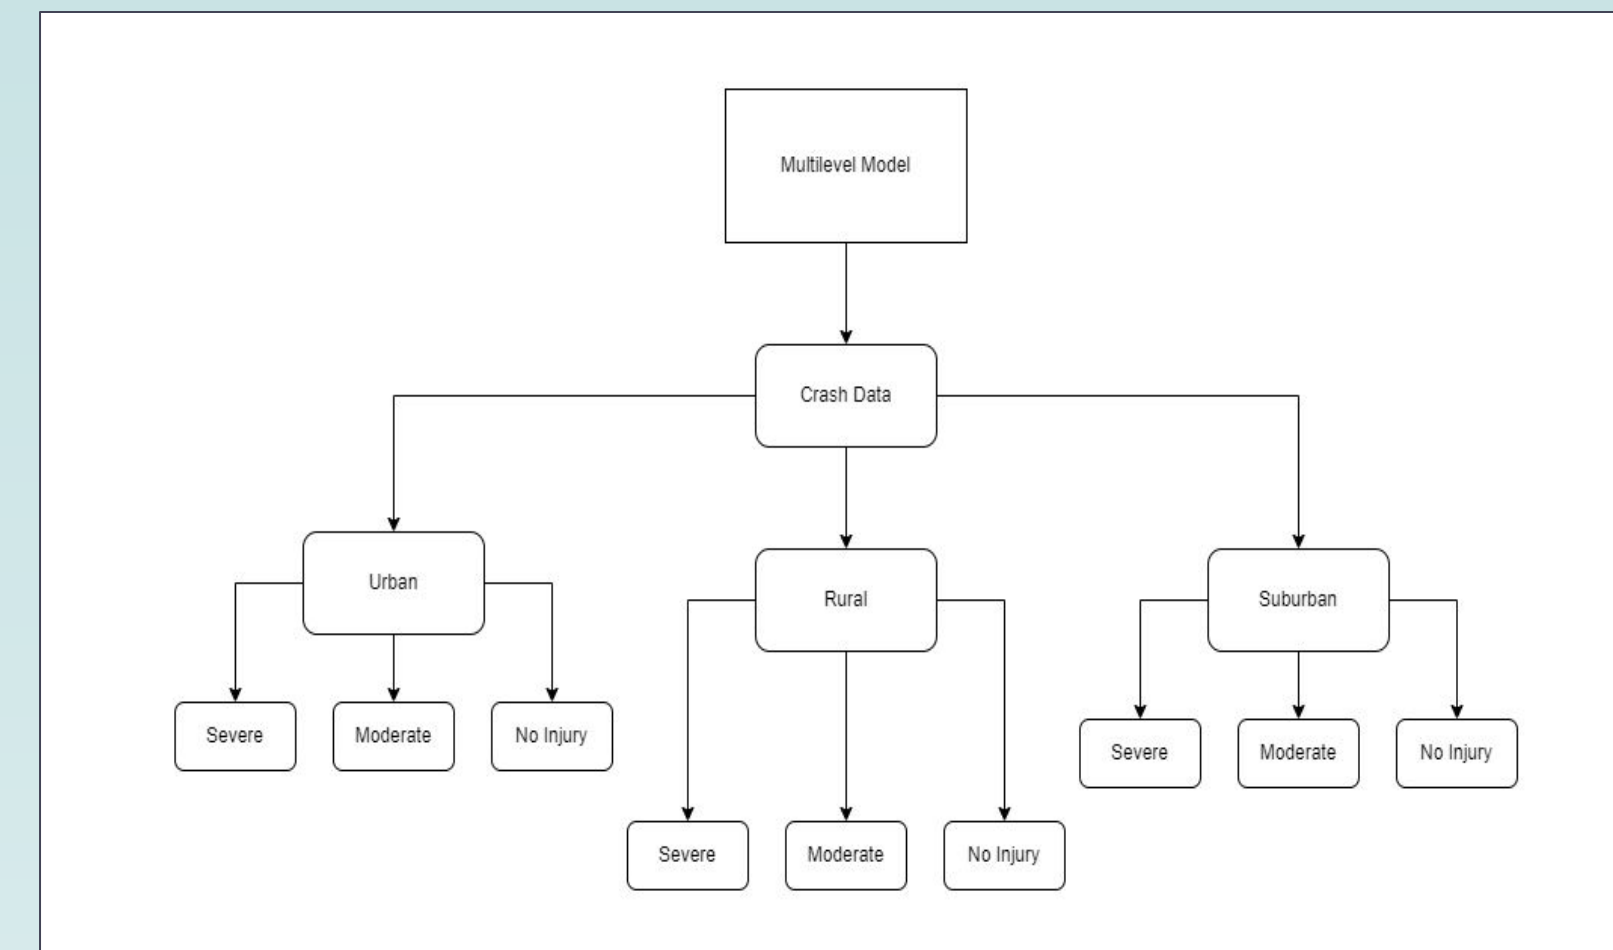 Multilevel Model
Crash Data
Urban
Rural
Suburban
Severe
Moderate
No Injury
Severe
Moderate
No Injury
Severe
Moderate
No Injury